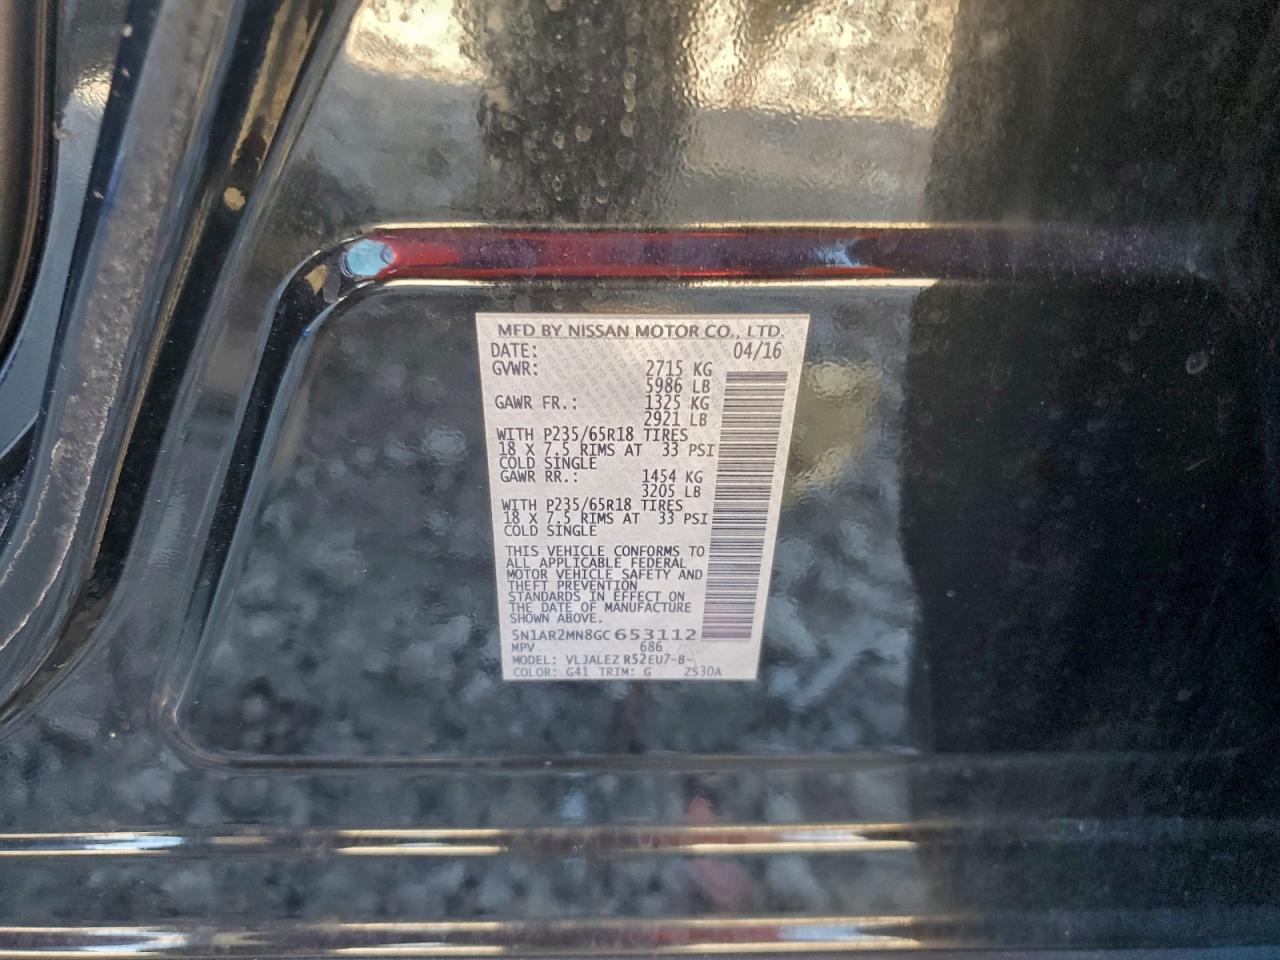 MFD BY NISSAN MOTOR CO., LTD.
DATE: 04/16
GVWR: 2715 KG
5986 LB
GAWR FR.: 1325 KG
2921 LB
WITH P235/65R18 TIRES
18 X 7.5 RIMS AT 33 PSI
COLD SINGLE
GAWR RR.: 1454 KG
3205 LB
WITH P235/65R18 TIRES
18 X 7.5 RIMS AT 33 PSI
COLD SINGLE
THIS VEHICLE CONFORMS TO
ALL APPLICABLE FEDERAL
MOTOR VEHICLE SAFETY AND
THEFT PREVENTION
STANDARDS IN EFFECT ON
THE DATE OF MANUFACTURE
SHOWN ABOVE.
5N1AR2MN8GC 653112
MPV 686
MODEL: VLJALEZ R52EU7-B-
COLOR: G41 TRIM: G ZS30A